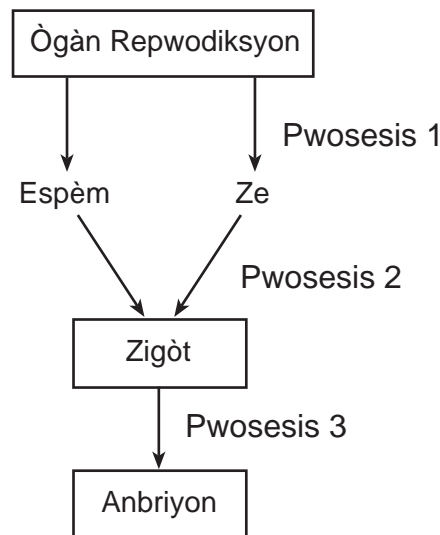 Ògàn Repwodiksyon
Pwosesis 1
Espèm
Ze
Pwosesis 2
Zigòt
Pwosesis 3
Anbriyon